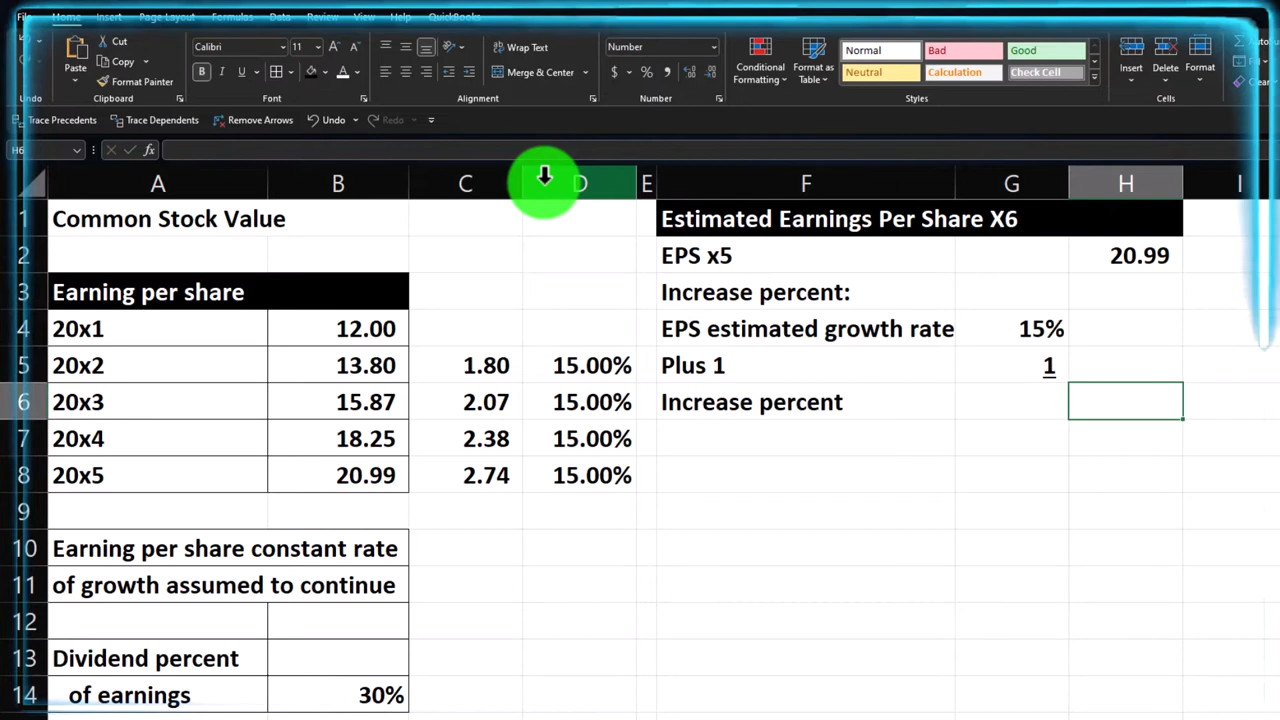 File Home Insert Page Layout Formulas Data Review View Help QuickBooks
Paste
Cut
Copy
Format Painter
Calibri 11
B I U
Wrap Text
Merge & Center
Number
$ %
Conditional Formatting
Format as Table
Normal Bad Good
Neutral Calculation Check Cell
Insert Delete Format
Undo Clipboard Font Alignment Number Styles Cells
Trace Precedents Trace Dependents Remove Arrows Undo Redo
H6 fx
A B C D E F G H I
1 Common Stock Value Estimated Earnings Per Share X6
2 EPS x5 20.99
3 Earning per share Increase percent:
4 20x1 12.00 EPS estimated growth rate 15%
5 20x2 13.80 1.80 15.00% Plus 1 1
6 20x3 15.87 2.07 15.00% Increase percent
7 20x4 18.25 2.38 15.00%
8 20x5 20.99 2.74 15.00%
9
10 Earning per share constant rate
11 of growth assumed to continue
12
13 Dividend percent
14 of earnings 30%